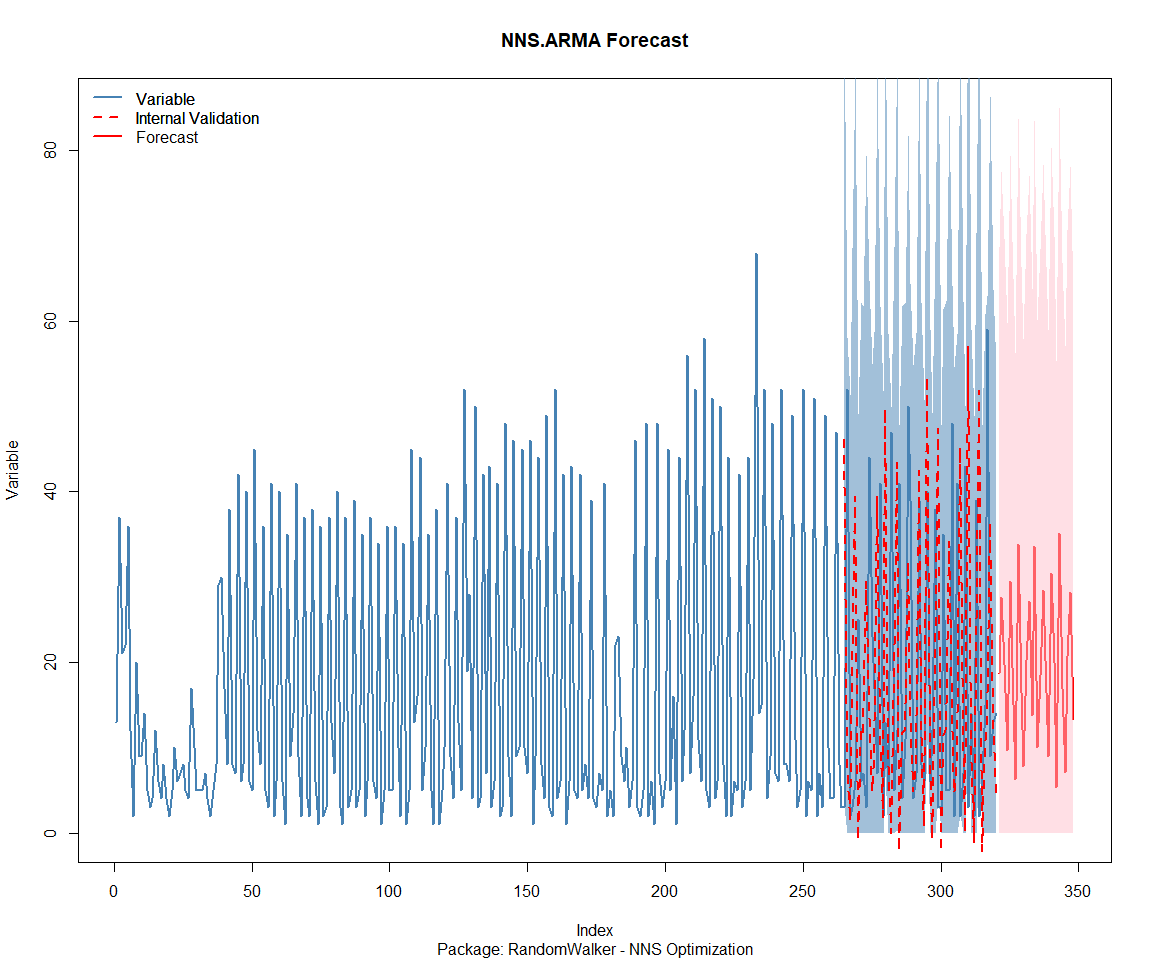 NNS.ARMA Forecast
Variable
Internal Validation
Forecast
Variable
80
60
40
20
0
0 50 100 150 200 250 300 350
Index
Package: RandomWalker - NNS Optimization